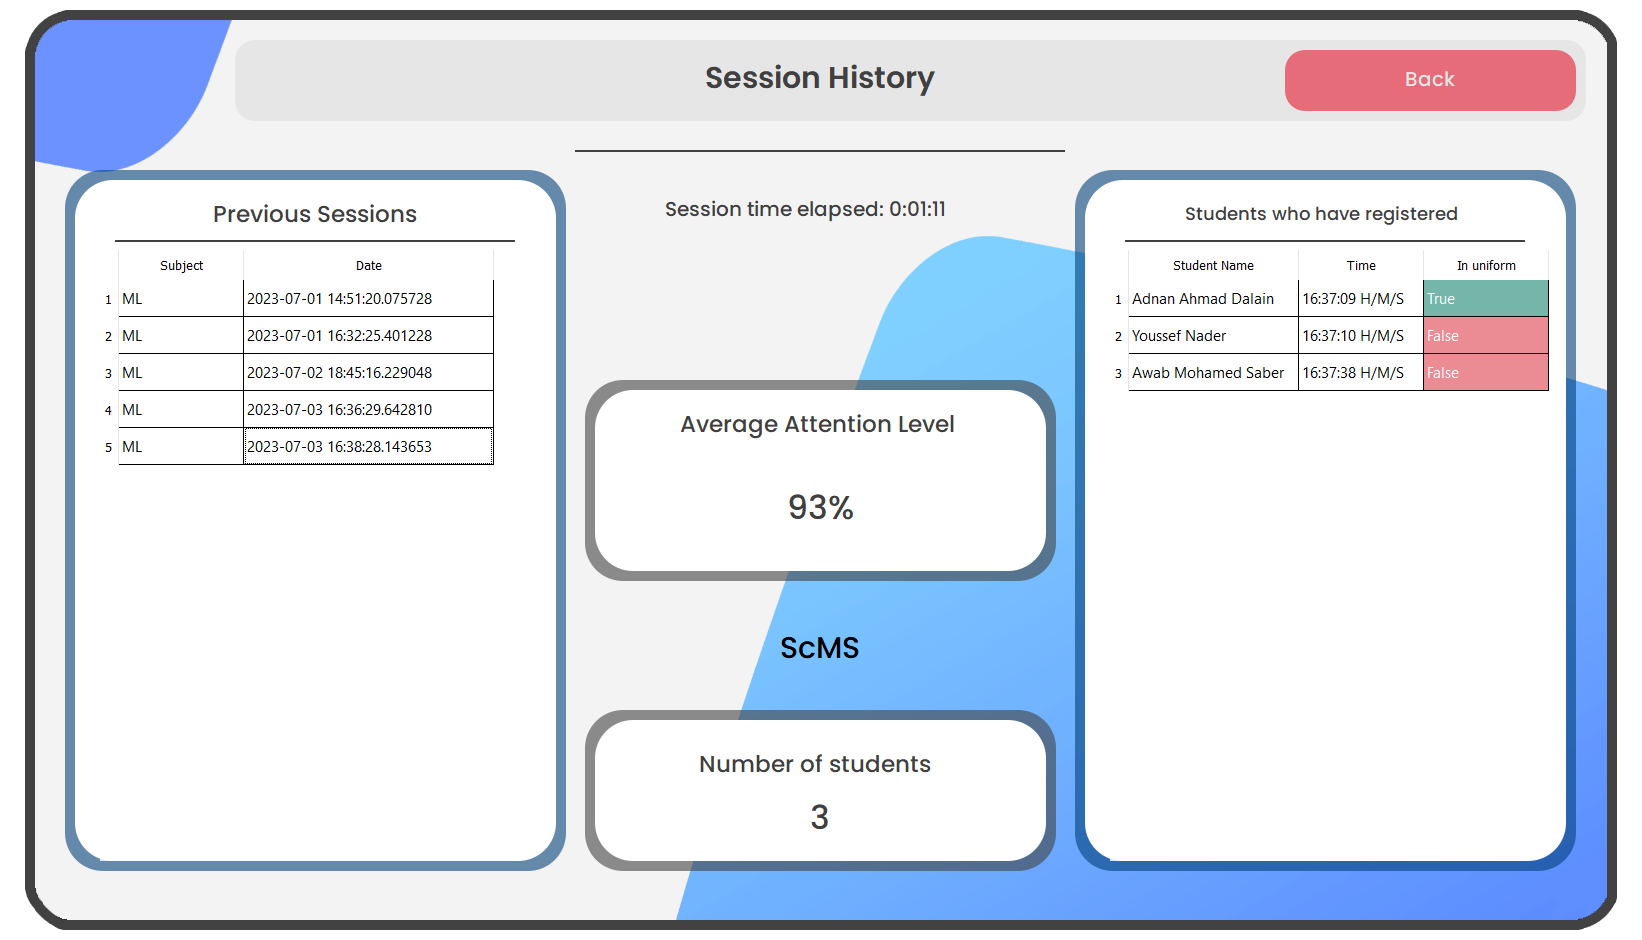 Session History
Back
Session time elapsed: 0:01:11
Previous Sessions
Subject Date
1 ML 2023-07-01 14:51:20.075728
2 ML 2023-07-01 16:32:25.401228
3 ML 2023-07-02 18:45:16.229048
4 ML 2023-07-03 16:36:29.642810
5 ML 2023-07-03 16:38:28.143653
Average Attention Level
93%
ScMS
Number of students
3
Students who have registered
Student Name Time In uniform
1 Adnan Ahmad Dalain 16:37:09 H/M/S True
2 Youssef Nader 16:37:10 H/M/S False
3 Awab Mohamed Saber 16:37:38 H/M/S False